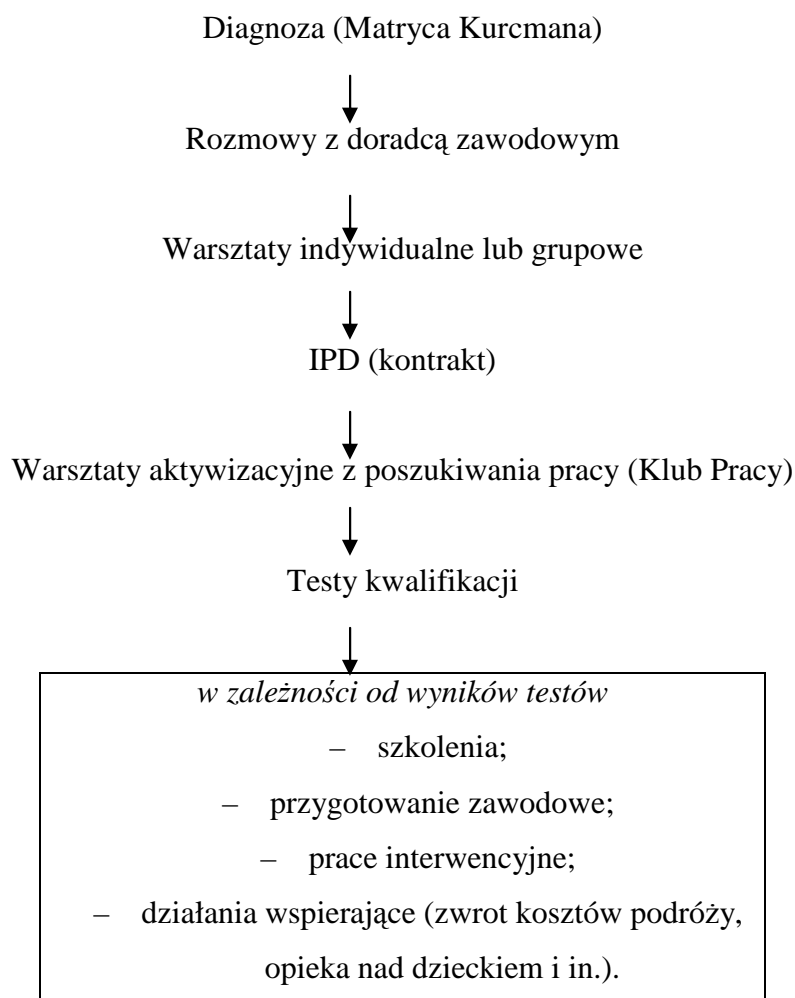 Diagnoza (Matryca Kurcmana)
Rozmowy z doradcą zawodowym
Warsztaty indywidualne lub grupowe
IPD (kontrakt)
Warsztaty aktywizacyjne z poszukiwania pracy (Klub Pracy)
Testy kwalifikacji
w zależności od wyników testów
– szkolenia;
– przygotowanie zawodowe;
– prace interwencyjne;
– działania wspierające (zwrot kosztów podróży,
opieka nad dzieckiem i in.).